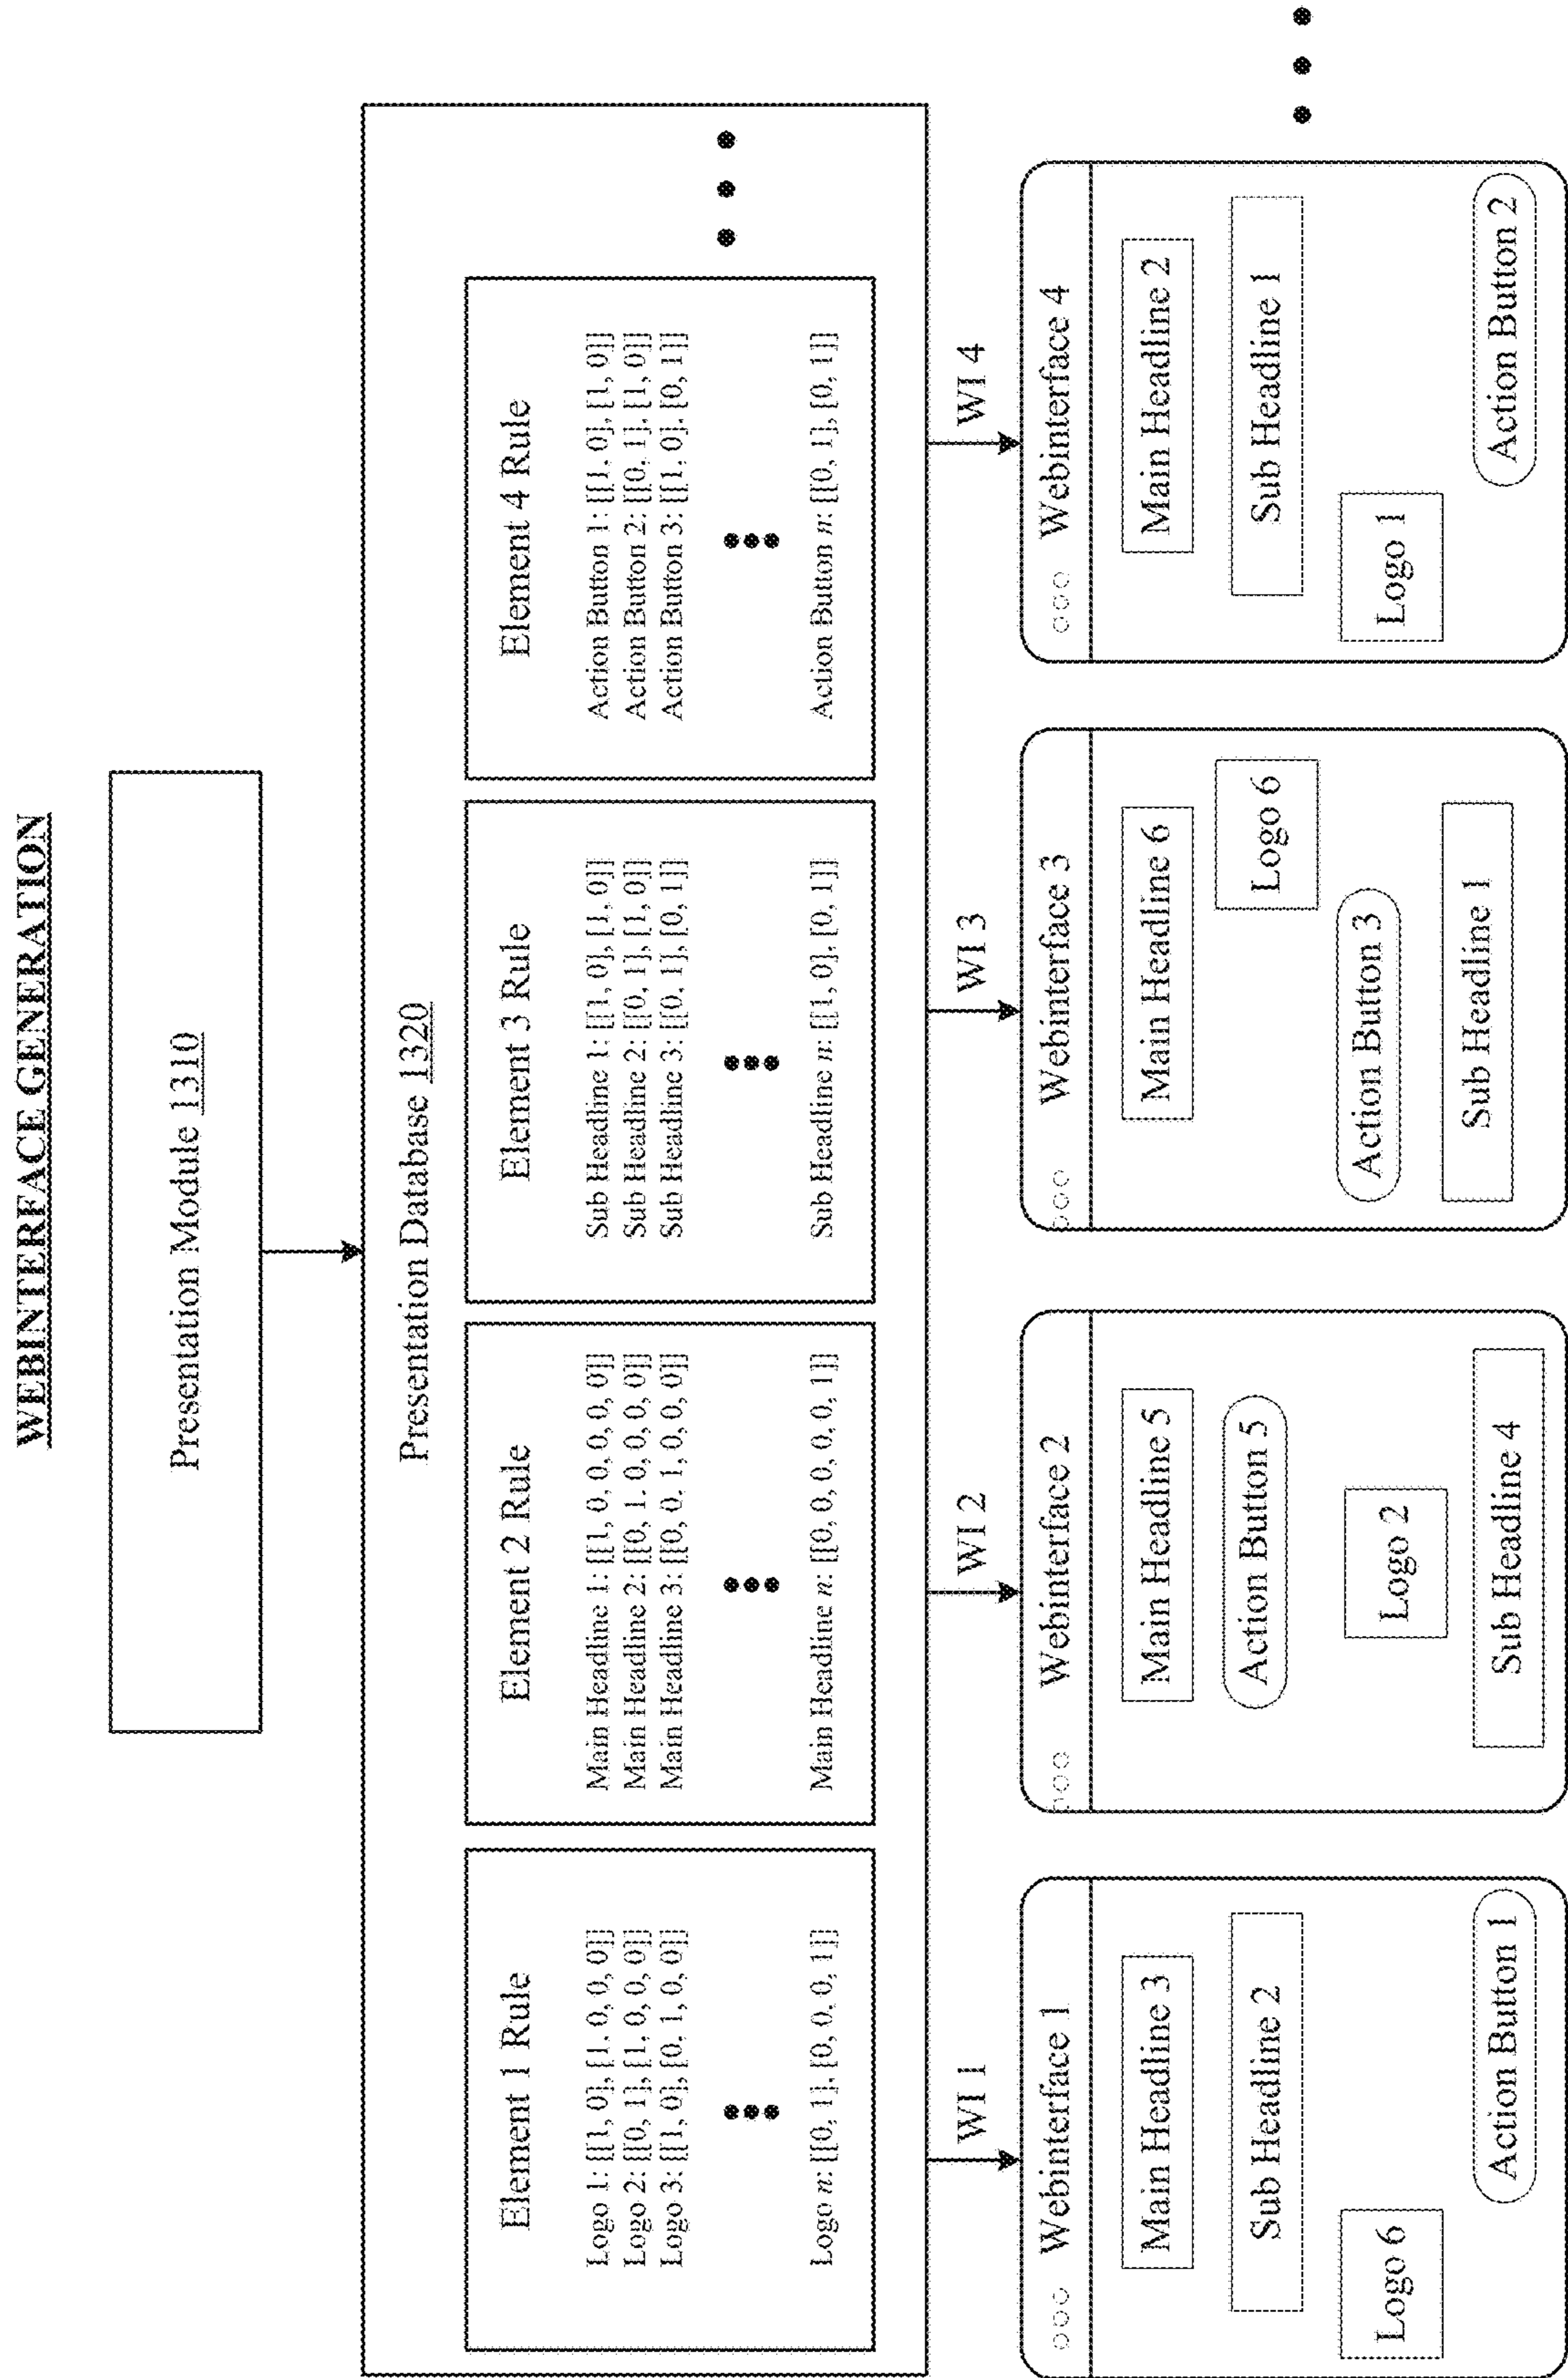 WEBINTERFACE GENERATION
Presentation Module 1310
Presentation Database 1320
Element 1 Rule
Logo 1: [[1, 0], [1, 0, 0, 0]]
Logo 2: [[0, 1], [1, 0, 0, 0]]
Logo 3: [[1, 0], [0, 1, 0, 0]]
Logo n: [[0, 1], [0, 0, 0, 1]]
Element 2 Rule
Main Headline 1: [[1, 0, 0, 0, 0, 0]]
Main Headline 2: [[0, 1, 0, 0, 0, 0]]
Main Headline 3: [[0, 0, 1, 0, 0, 0]]
Main Headline n: [[0, 0, 0, 0, 0, 1]]
Element 3 Rule
Sub Headline 1: [[1, 0], [1, 0]]
Sub Headline 2: [[0, 1], [1, 0]]
Sub Headline 3: [[0, 1], [0, 1]]
Sub Headline n: [[1, 0], [0, 1]]
Element 4 Rule
Action Button 1: [[1, 0], [1, 0]]
Action Button 2: [[0, 1], [1, 0]]
Action Button 3: [[1, 0], [0, 1]]
Action Button n: [[0, 1], [0, 1]]
WI 1
WI 2
WI 3
WI 4
Webinterface 1
Main Headline 3
Sub Headline 2
Logo 6
Action Button 1
Webinterface 2
Main Headline 5
Action Button 5
Logo 2
Sub Headline 4
Webinterface 3
Main Headline 6
Logo 6
Action Button 3
Sub Headline 1
Webinterface 4
Main Headline 2
Sub Headline 1
Logo 1
Action Button 2